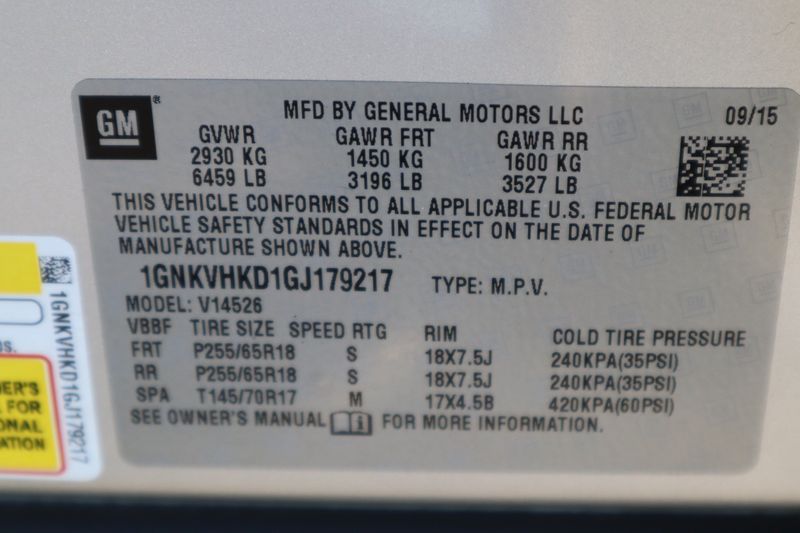 GM
MFD BY GENERAL MOTORS LLC 09/15
GVWR GAWR FRT GAWR RR
2930 KG 1450 KG 1600 KG
6459 LB 3196 LB 3527 LB
THIS VEHICLE CONFORMS TO ALL APPLICABLE U.S. FEDERAL MOTOR
VEHICLE SAFETY STANDARDS IN EFFECT ON THE DATE OF
MANUFACTURE SHOWN ABOVE.
1GNKVHKD1GJ179217 TYPE: M.P.V.
MODEL: V14526
VBBF TIRE SIZE SPEED RTG RIM COLD TIRE PRESSURE
FRT P255/65R18 S 18X7.5J 240KPA(35PSI)
RR P255/65R18 S 18X7.5J 240KPA(35PSI)
SPA T145/70R17 M 17X4.5B 420KPA(60PSI)
SEE OWNER'S MANUAL FOR MORE INFORMATION.
1GNKVHKD1GJ179217
FOR